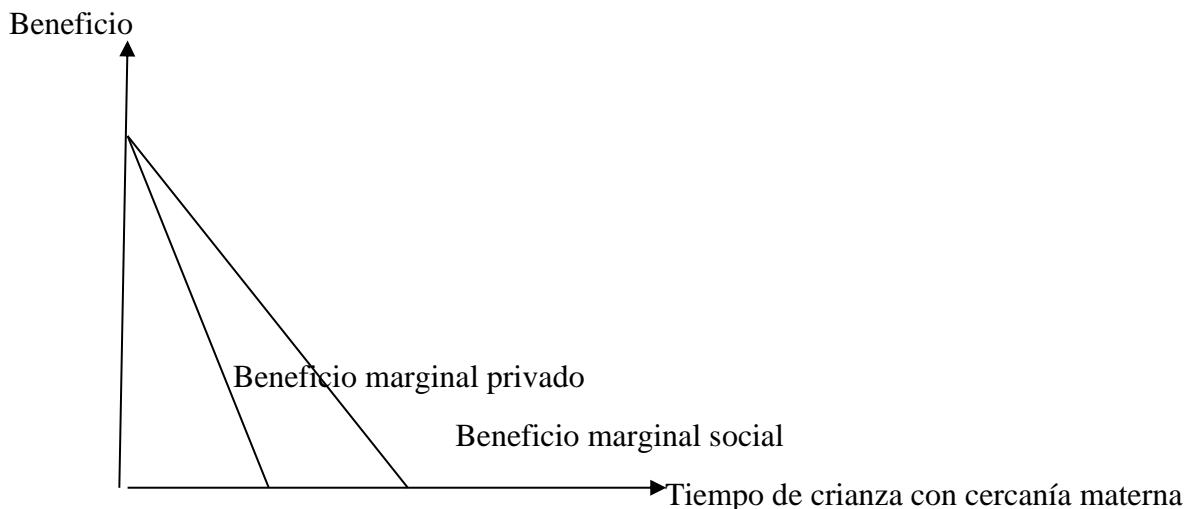 Beneficio
Beneficio marginal privado
Beneficio marginal social
Tiempo de crianza con cercanía materna